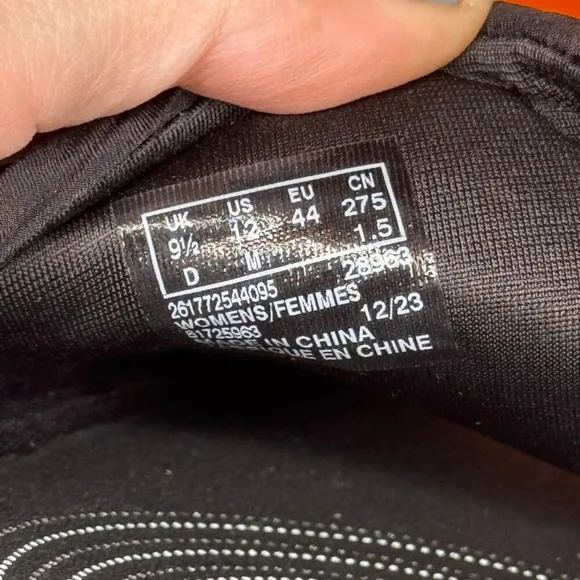 UK US EU CN
9½ 12 44 275
D M 1.5
28963
261772544095
WOMENS/FEMMES 12/23
61725963
MADE IN CHINA
EN CHINE